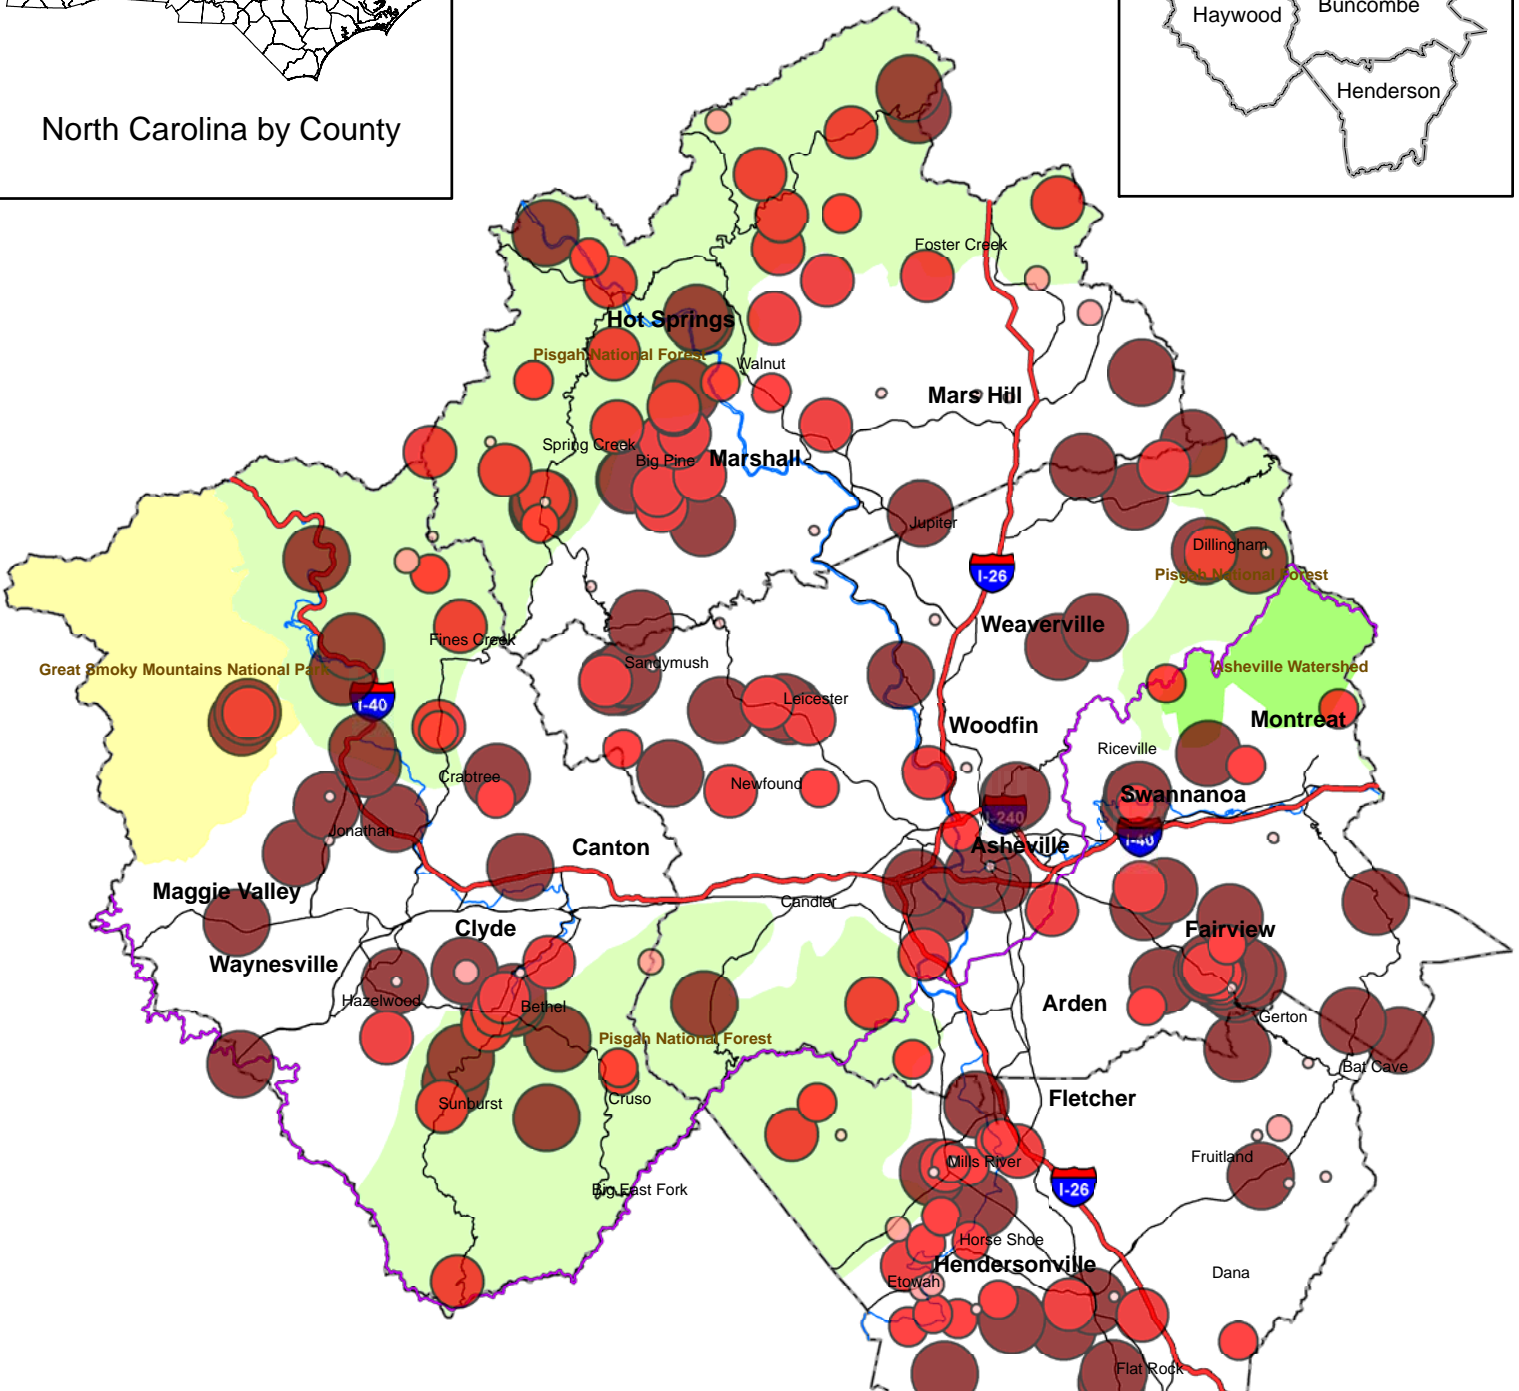 Haywood
Buncombe
Henderson
North Carolina by County
Foster Creek
Hot Springs
Pisgah National Forest
Walnut
Mars Hill
Spring Creek
Big Pine
Marshall
Jupiter
Dillingham
I-26
Pisgah National Forest
Weaverville
Fines Creek
Sandymush
Great Smoky Mountains National Park
Asheville Watershed
I-40
Leicester
Woodfin
Montreat
Riceville
Crabtree
Newfound
Swannanoa
I-240
Jonathan
I-40
Canton
Asheville
Maggie Valley
Candler
Clyde
Fairview
Waynesville
Hazelwood
Bethel
Arden
Gerton
Pisgah National Forest
Bat Cave
Sunburst
Cruso
Fletcher
Mills River
Fruitland
Big East Fork
I-26
Horse Shoe
Hendersonville
Dana
Etowah
Flat Rock